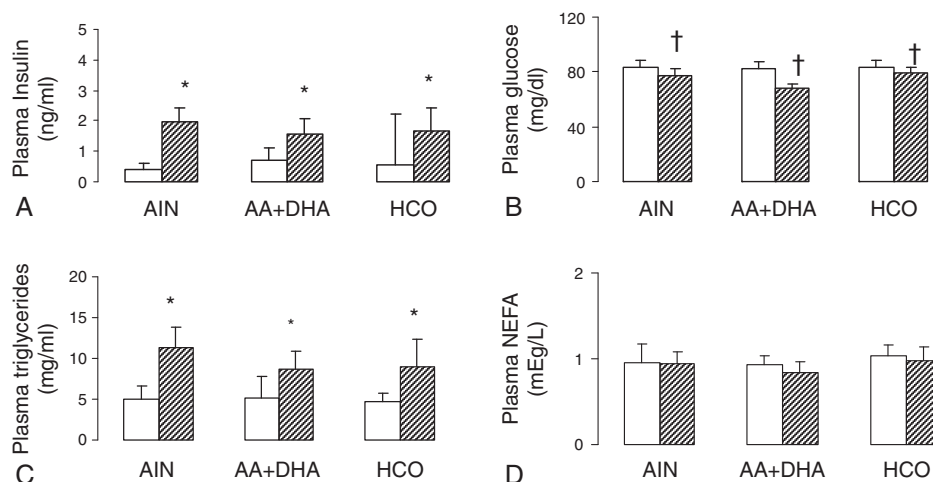 Plasma Insulin
(ng/ml)
5
4
3
2
1
0
*
*
*
A
AIN
AA+DHA
HCO
Plasma glucose
(mg/dl)
120
80
40
0
†
†
†
B
AIN
AA+DHA
HCO
Plasma triglycerides
(mg/ml)
20
15
10
5
0
*
*
*
C
AIN
AA+DHA
HCO
Plasma NEFA
(mEg/L)
2
1
0
D
AIN
AA+DHA
HCO